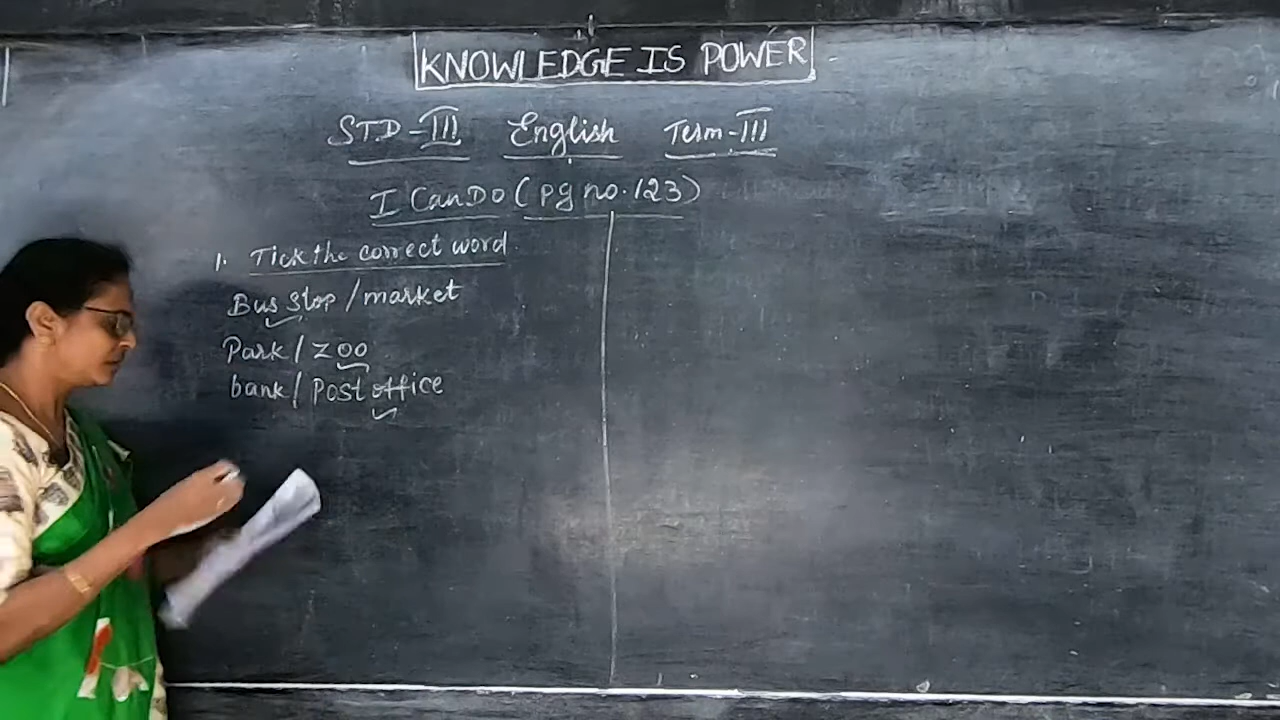 KNOWLEDGE IS POWER
STD-III English Term-III
I Can Do (pg no. 123)
1. Tick the correct word
Bus stop / market
Park / zoo
bank / Post office